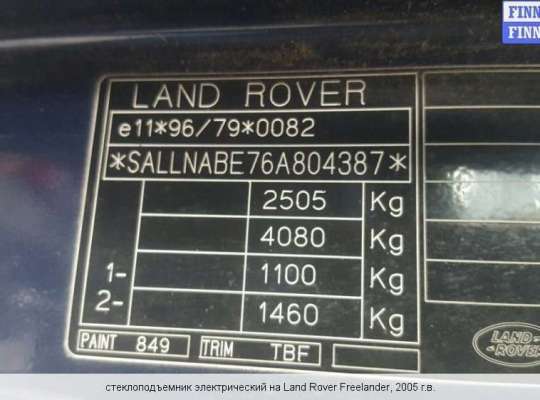 FINN
FINN
LAND ROVER
e11*96/79*0082
*SALLNABE76A804387*
2505 Kg
4080 Kg
1- 1100 Kg
2- 1460 Kg
PAINT 849 TRIM TBF
LAND-
-ROVER
стеклоподъемник электрический на Land Rover Freelander, 2005 г.в.